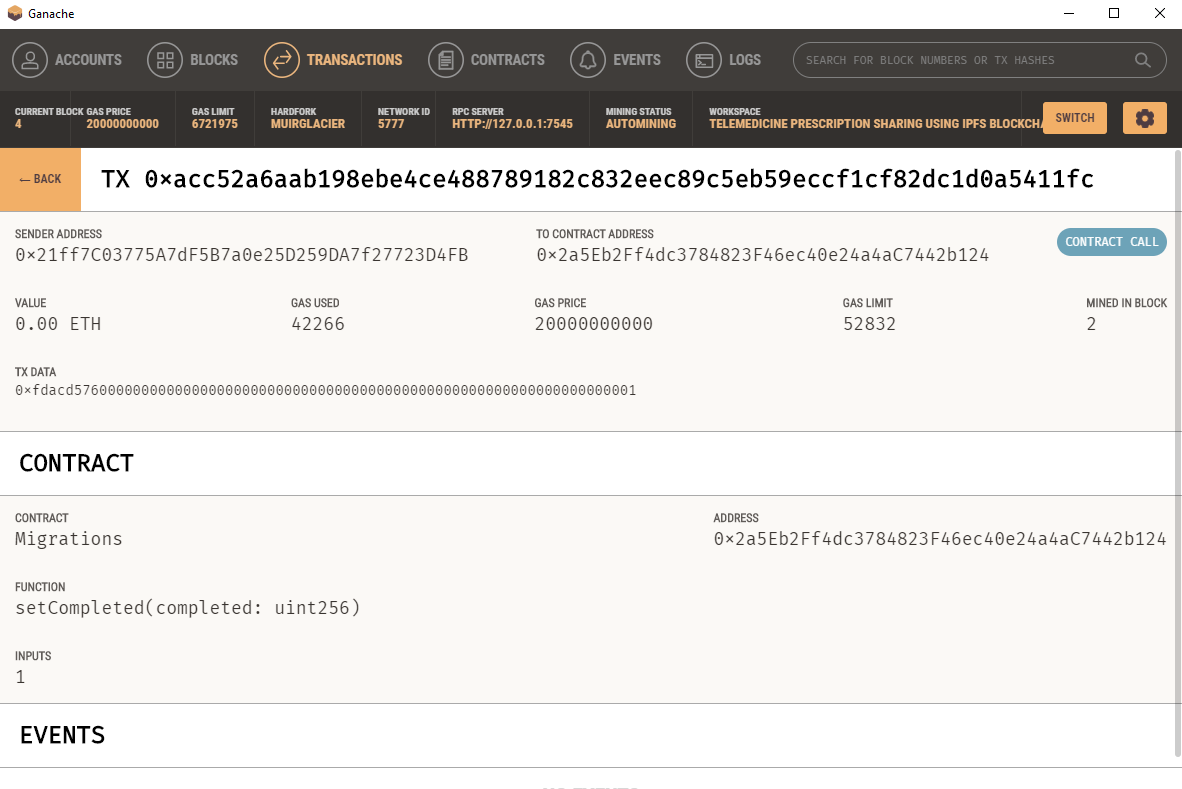 Ganache
ACCOUNTS BLOCKS TRANSACTIONS CONTRACTS EVENTS LOGS SEARCH FOR BLOCK NUMBERS OR TX HASHES
CURRENT BLOCK GAS PRICE GAS LIMIT HARDFORK NETWORK ID RPC SERVER MINING STATUS WORKSPACE
4 20000000000 6721975 MUIRGLACIER 5777 HTTP://127.0.0.1:7545 AUTOMINING TELEMEDICINE PRESCRIPTION SHARING USING IPFS BLOCKCHA SWITCH
← BACK TX 0×acc52a6aab198ebe4ce488789182c832eec89c5eb59eccf1cf82dc1d0a5411fc
SENDER ADDRESS TO CONTRACT ADDRESS
0×21ff7C03775A7dF5B7a0e25D259DA7f27723D4FB 0×2a5Eb2Ff4dc3784823F46ec40e24a4aC7442b124 CONTRACT CALL
VALUE GAS USED GAS PRICE GAS LIMIT MINED IN BLOCK
0.00 ETH 42266 20000000000 52832 2
TX DATA
0×fdacd5760000000000000000000000000000000000000000000000000000000000000001
CONTRACT
CONTRACT ADDRESS
Migrations 0×2a5Eb2Ff4dc3784823F46ec40e24a4aC7442b124
FUNCTION
setCompleted(completed: uint256)
INPUTS
1
EVENTS